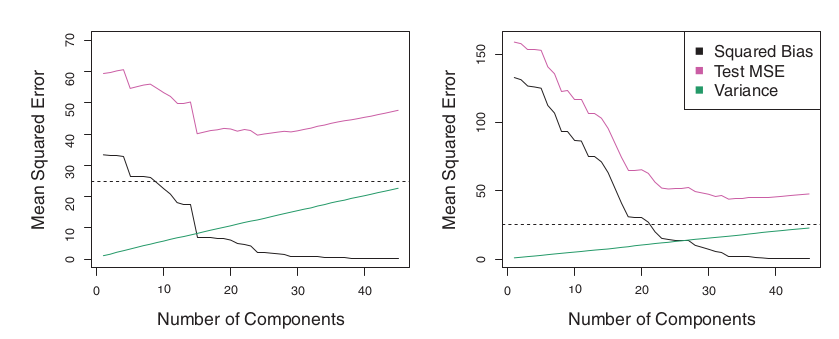 Mean Squared Error
70
60
50
40
30
20
10
0
0 10 20 30 40
Number of Components
Mean Squared Error
150
100
50
0
0 10 20 30 40
Number of Components
Squared Bias
Test MSE
Variance